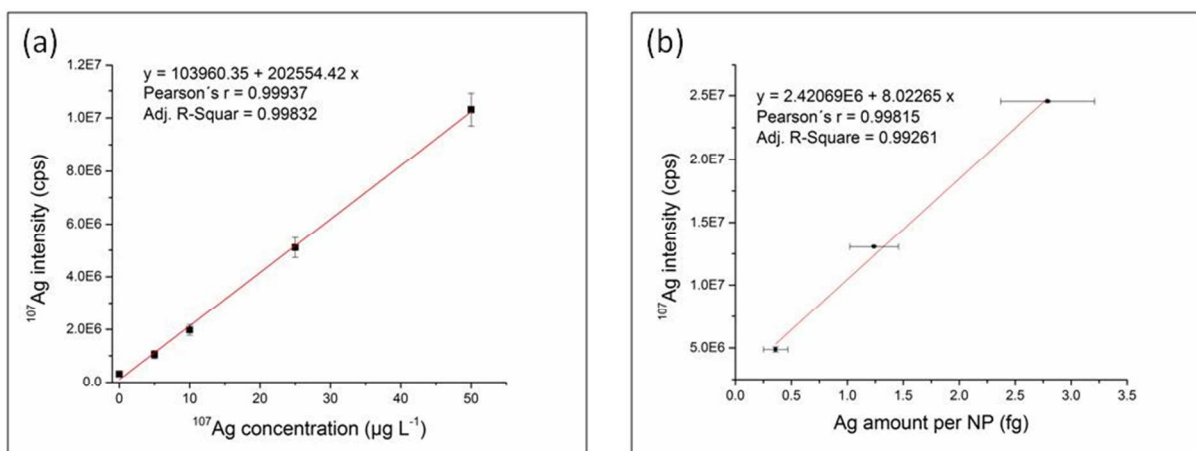 (a)
y = 103960.35 + 202554.42 x
Pearson´s r = 0.99937
Adj. R-Squar = 0.99832
1.2E7
1.0E7
8.0E6
6.0E6
4.0E6
2.0E6
0.0
0 10 20 30 40 50
¹⁰⁷Ag intensity (cps)
¹⁰⁷Ag concentration (µg L⁻¹)
(b)
y = 2.42069E6 + 8.02265 x
Pearson´s r = 0.99815
Adj. R-Square = 0.99261
2.5E7
2.0E7
1.5E7
1.0E7
5.0E6
0.0 0.5 1.0 1.5 2.0 2.5 3.0 3.5
¹⁰⁷Ag intensity (cps)
Ag amount per NP (fg)